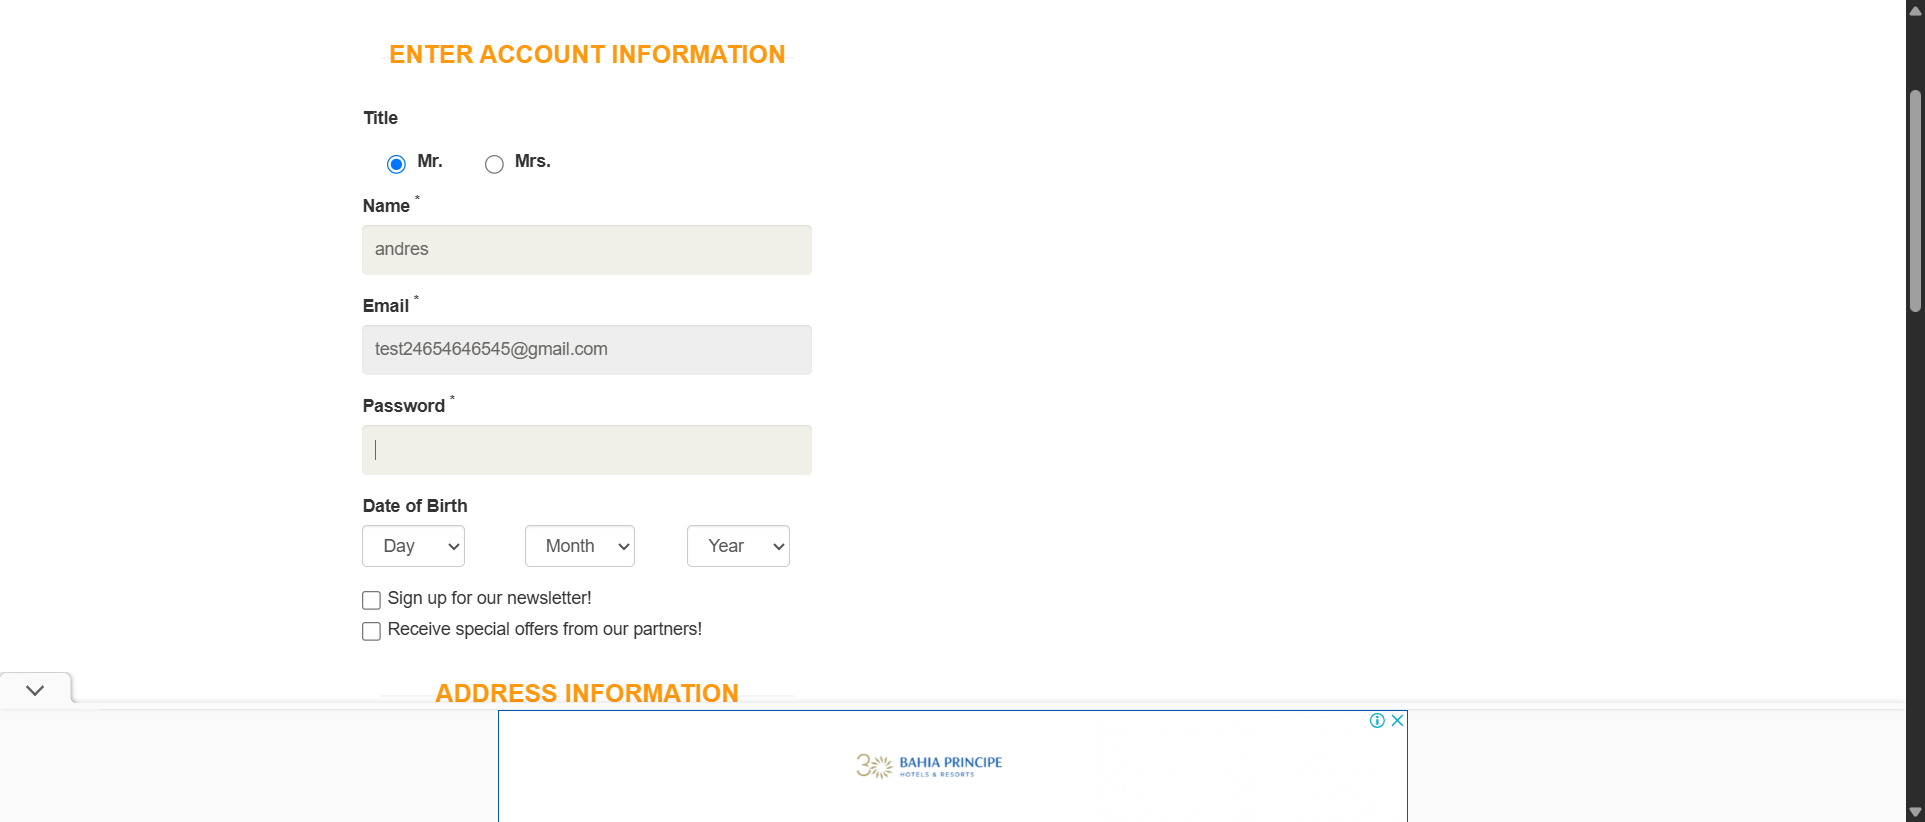 ENTER ACCOUNT INFORMATION
Title
Mr. Mrs.
Name *
andres
Email *
test24654646545@gmail.com
Password *
Date of Birth
Day Month Year
Sign up for our newsletter!
Receive special offers from our partners!
ADDRESS INFORMATION
30 BAHIA PRINCIPE
HOTELS & RESORTS